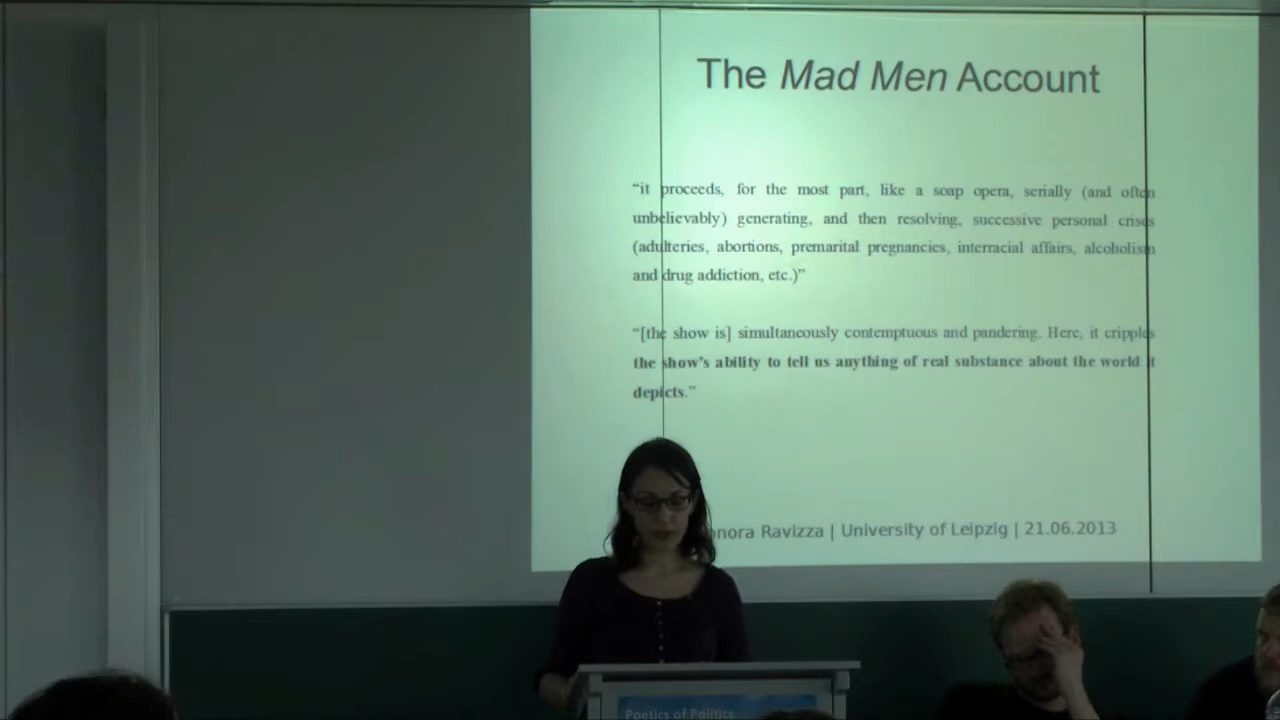 The Mad Men Account
“it proceeds, for the most part, like a soap opera, serially (and often
unbelievably) generating, and then resolving, successive personal crises
(adulteries, abortions, premarital pregnancies, interracial affairs, alcoholism
and drug addiction, etc.)”
“[the show is] simultaneously contemptuous and pandering. Here, it cripples
the show’s ability to tell us anything of real substance about the world it
depicts.”
Ravizza | University of Leipzig | 21.06.2013
Poetics of Politics